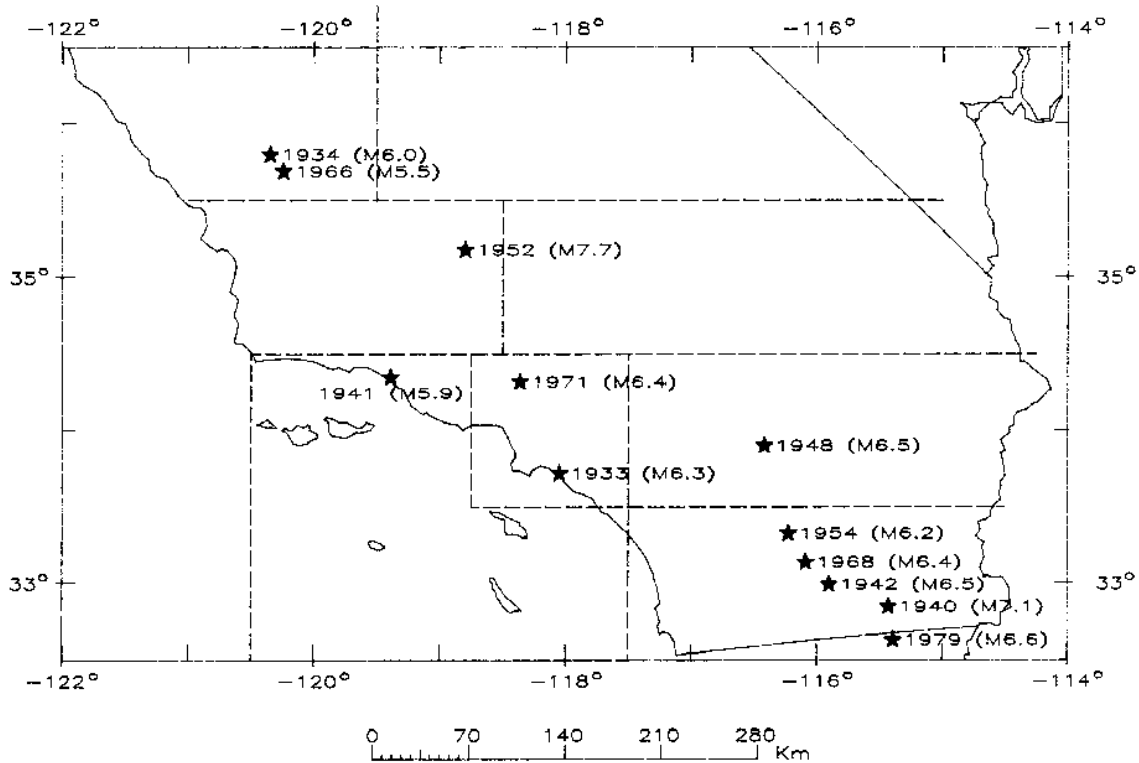 −122° −120° −118° −116° −114°
1934 (M6.0)
1966 (M5.5)
1952 (M7.7)
35° 35°
1971 (M6.4)
1941 (M5.9)
1948 (M6.5)
1933 (M6.3)
1954 (M6.2)
1968 (M6.4)
33° 33°
1942 (M6.5)
1940 (M7.1)
1979 (M6.6)
−122° −120° −118° −116° −114°
0 70 140 210 280
Km